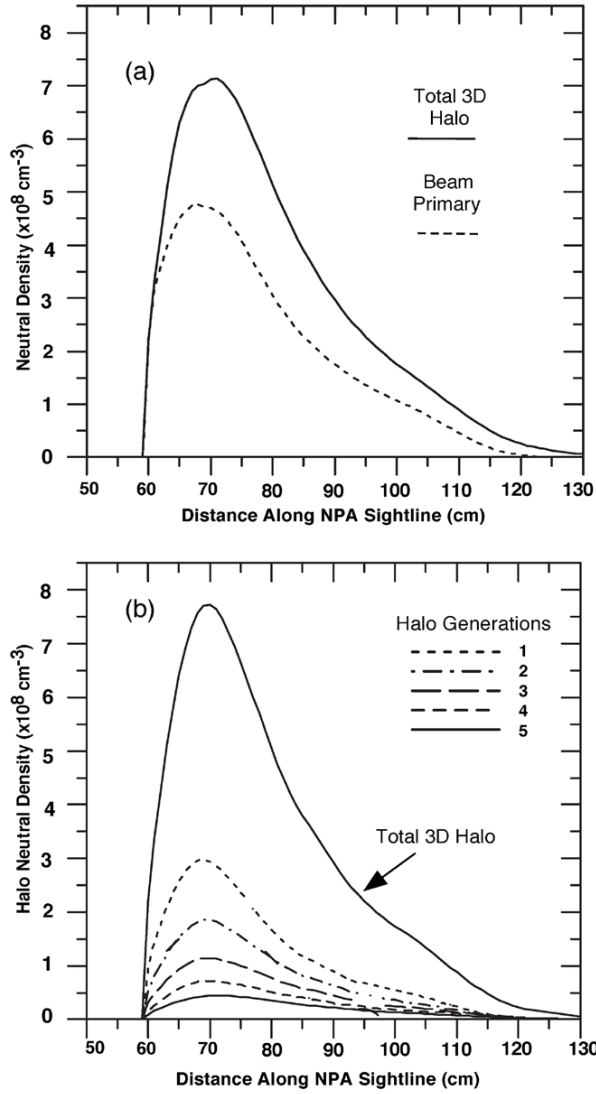 8
7
6
5
4
3
2
1
0
Neutral Density (x10⁸ cm⁻³)
(a)
Total 3D
Halo
Beam
Primary
50 60 70 80 90 100 110 120 130
Distance Along NPA Sightline (cm)
8
7
6
5
4
3
2
1
0
Halo Neutral Density (x10⁸ cm⁻³)
(b)
Halo Generations
1
2
3
4
5
Total 3D Halo
50 60 70 80 90 100 110 120 130
Distance Along NPA Sightline (cm)